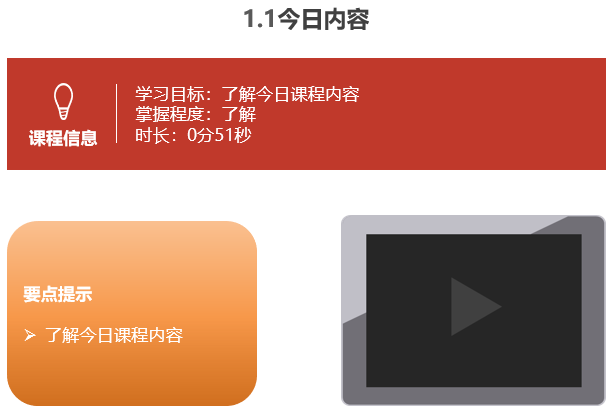 1.1今日内容
课程信息
学习目标：了解今日课程内容
掌握程度：了解
时长：0分51秒
要点提示
➢ 了解今日课程内容